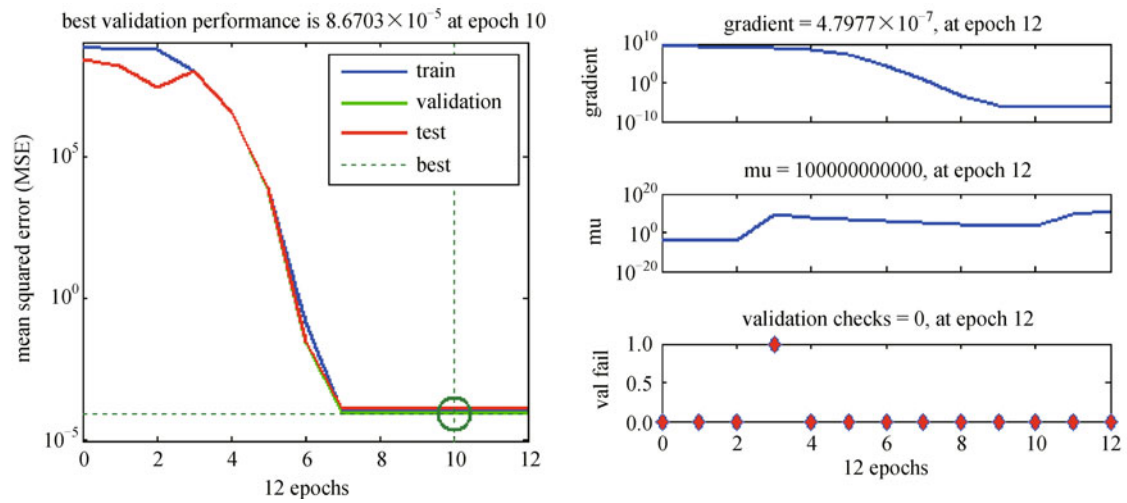 best validation performance is 8.6703×10⁻⁵ at epoch 10
train
validation
test
best
mean squared error (MSE)
10⁵
10⁰
10⁻⁵
0 2 4 6 8 10 12
12 epochs
gradient = 4.7977×10⁻⁷, at epoch 12
gradient
10¹⁰
10⁰
10⁻¹⁰
mu = 100000000000, at epoch 12
mu
10²⁰
10⁰
10⁻²⁰
validation checks = 0, at epoch 12
val fail
1.0
0.5
0.0
0 2 4 6 8 10 12
12 epochs